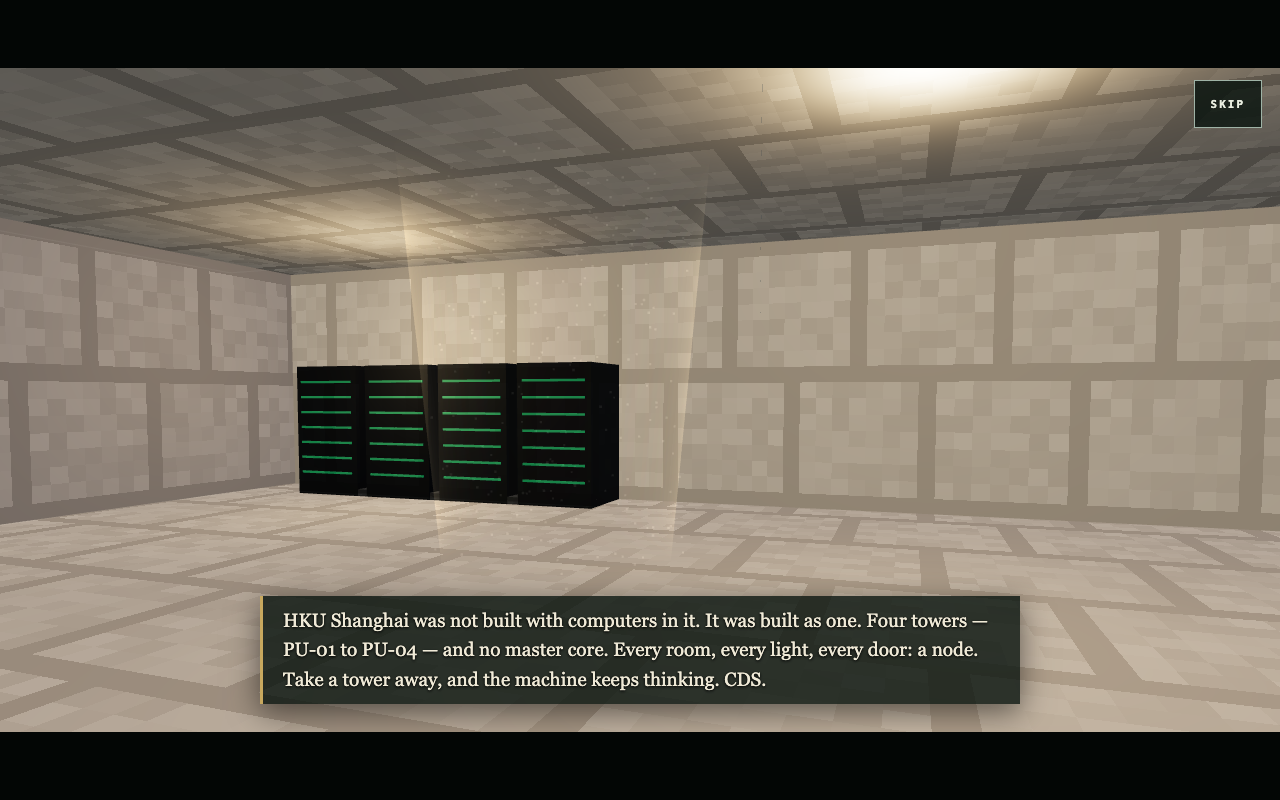 SKIP
HKU Shanghai was not built with computers in it. It was built as one. Four towers —
PU-01 to PU-04 — and no master core. Every room, every light, every door: a node.
Take a tower away, and the machine keeps thinking. CDS.